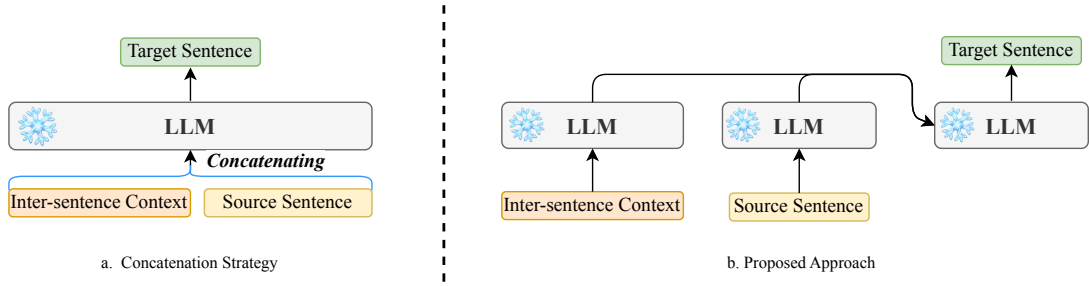 Target Sentence
LLM
Concatenating
Inter-sentence Context
Source Sentence
a. Concatenation Strategy
Target Sentence
LLM
LLM
LLM
Inter-sentence Context
Source Sentence
b. Proposed Approach